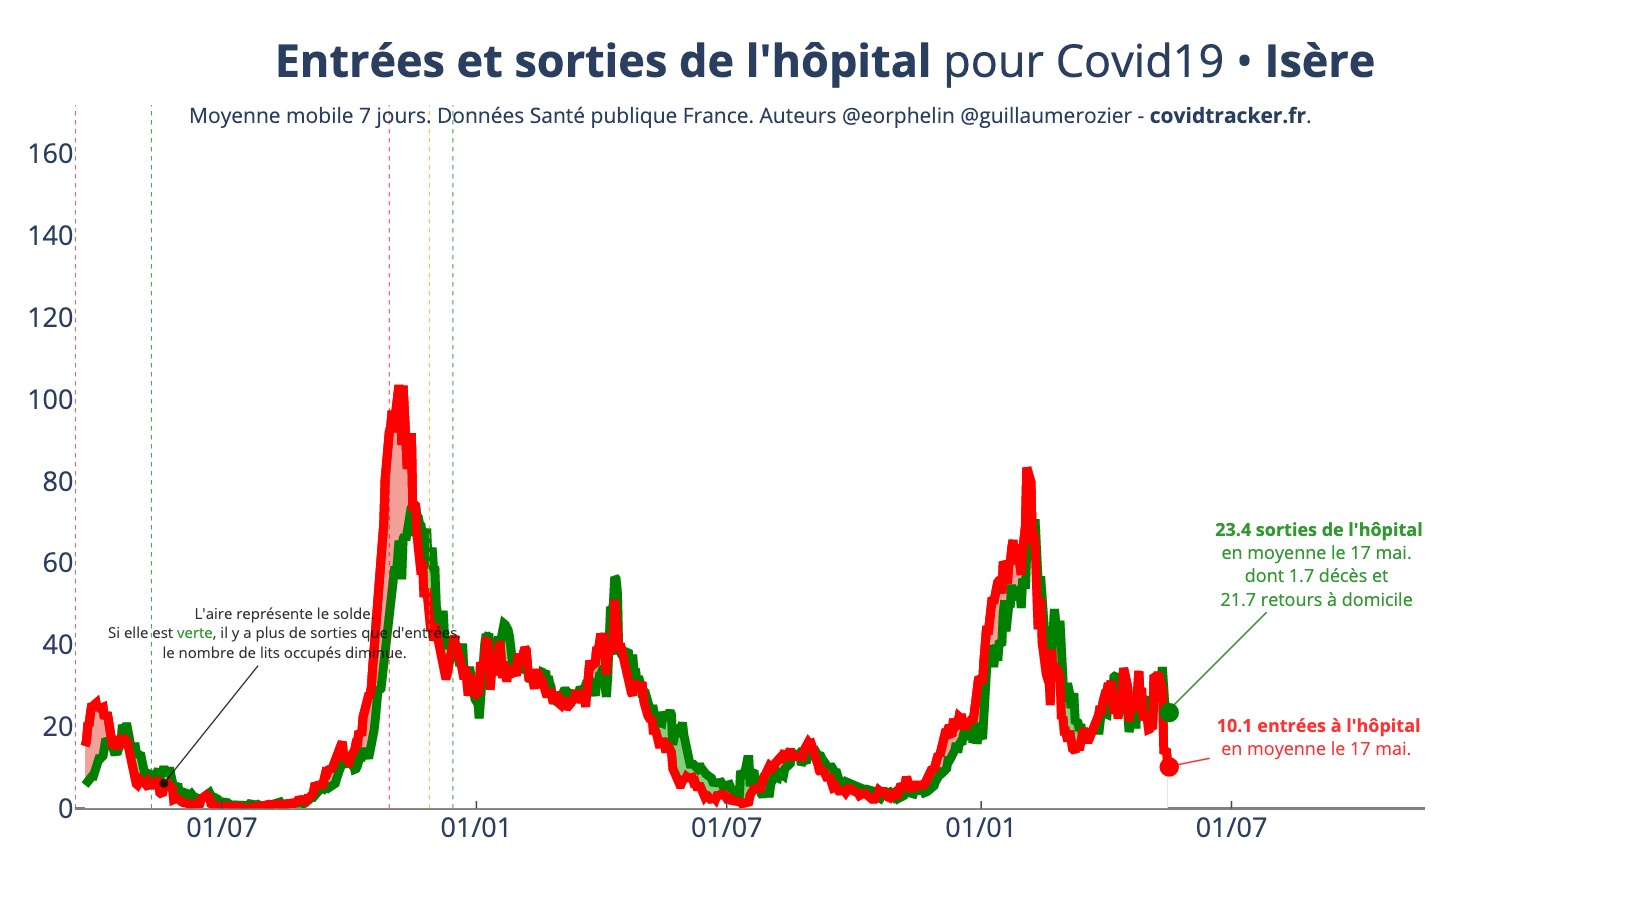 Entrées et sorties de l'hôpital pour Covid19 • Isère
Moyenne mobile 7 jours. Données Santé publique France. Auteurs @eorphelin @guillaumerozier - covidtracker.fr.
160
140
120
100
80
60
40
20
0
L'aire représente le solde.
Si elle est verte, il y a plus de sorties que d'entrées,
le nombre de lits occupés diminue.
23.4 sorties de l'hôpital
en moyenne le 17 mai.
dont 1.7 décès et
21.7 retours à domicile
10.1 entrées à l'hôpital
en moyenne le 17 mai.
01/07
01/01
01/07
01/01
01/07